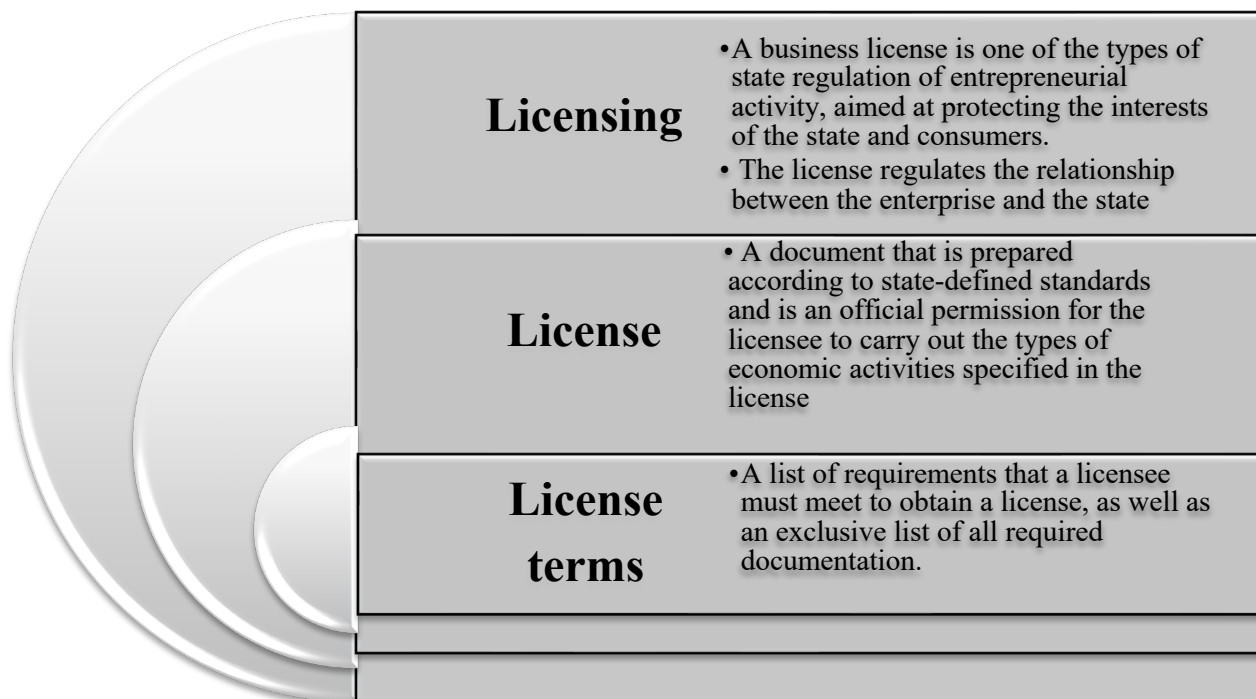 Licensing
•A business license is one of the types of
state regulation of entrepreneurial
activity, aimed at protecting the interests
of the state and consumers.
• The license regulates the relationship
between the enterprise and the state
License
• A document that is prepared
according to state-defined standards
and is an official permission for the
licensee to carry out the types of
economic activities specified in the
license
License
terms
•A list of requirements that a licensee
must meet to obtain a license, as well as
an exclusive list of all required
documentation.